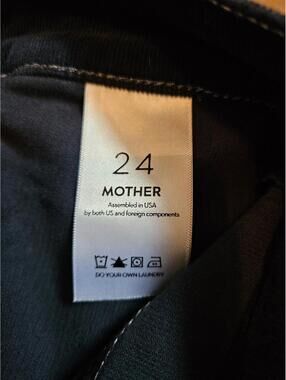 24
MOTHER
Assembled in USA
by both US and foreign components
DO YOUR OWN LAUNDRY